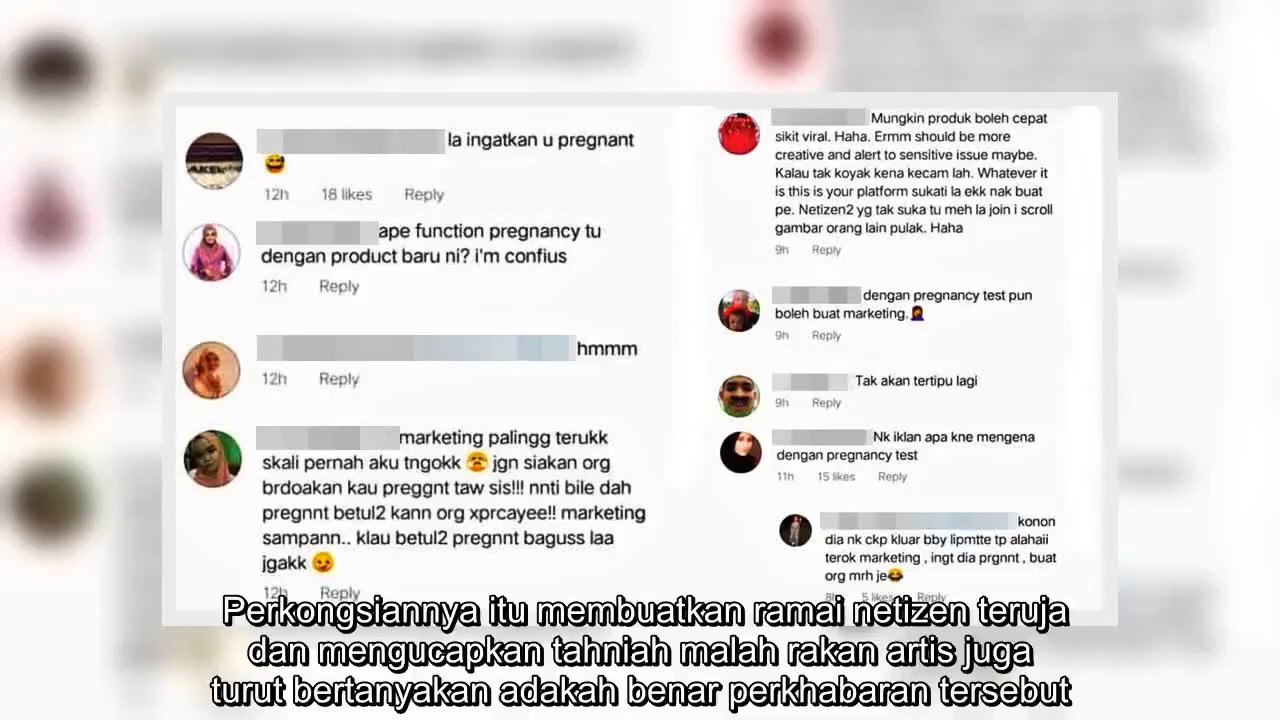 la ingatkan u pregnant
😅
12h 18 likes Reply
ape function pregnancy tu
dengan product baru ni? i'm confius
12h Reply
hmmm
12h Reply
marketing palingg terukk
skali pernah aku tngokk 😤 jgn siakan org
brdoakan kau preggnt taw sis!!! nnti bile dah
pregnnt betul2 kann org xprcayee!! marketing
sampann.. klau betul2 pregnnt baguss laa
jgakk 😏
12h Reply
Mungkin produk boleh cepat
sikit viral. Haha. Ermm should be more
creative and alert to sensitive issue maybe.
Kalau tak koyak kena kecam lah. Whatever it
is this is your platform sukati la ekk nak buat
pe. Netizen2 yg tak suka tu meh la join i scroll
gambar orang lain pulak. Haha
9h Reply
dengan pregnancy test pun
boleh buat marketing.🤦‍♀️
9h Reply
Tak akan tertipu lagi
9h Reply
Nk iklan apa kne mengena
dengan pregnancy test
11h 15 likes Reply
konon
dia nk ckp kluar bby lipmtte tp alahaii
terok marketing , ingt dia prgnnt , buat
org mrh je😂
8h 5 likes Reply
Perkongsiannya itu membuatkan ramai netizen teruja
dan mengucapkan tahniah malah rakan artis juga
turut bertanyakan adakah benar perkhabaran tersebut